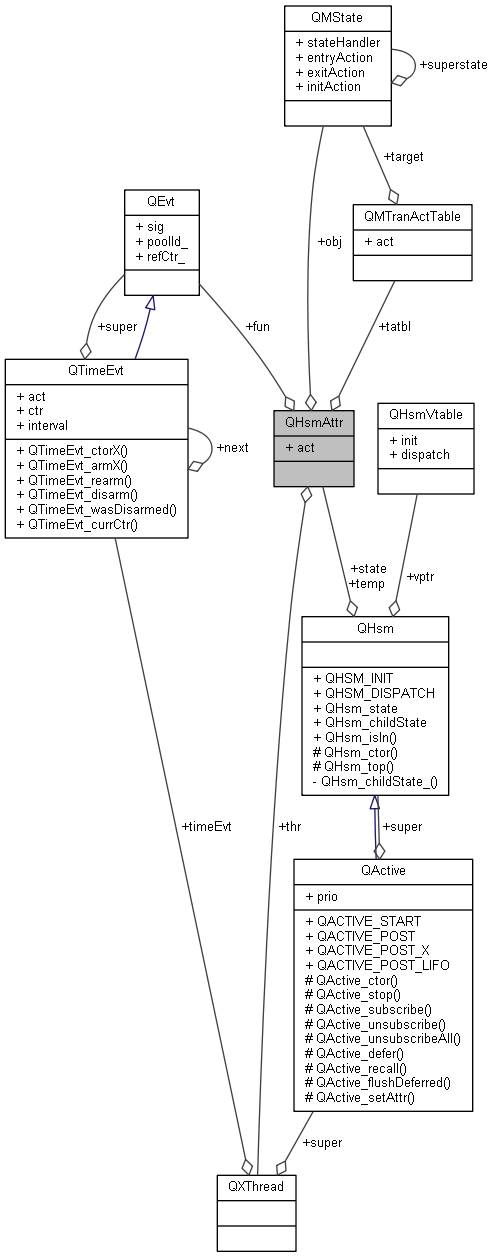 QMState
+ stateHandler
+ entryAction
+ exitAction
+ initAction
+superstate
+target
QEvt
+ sig
+ poolId_
+ refCtr_
QMTranActTable
+ act
+obj
+super
+fun
+tatbl
QTimeEvt
+ act
+ ctr
+ interval
+ QTimeEvt_ctorX()
+ QTimeEvt_armX()
+ QTimeEvt_rearm()
+ QTimeEvt_disarm()
+ QTimeEvt_wasDisarmed()
+ QTimeEvt_currCtr()
+next
QHsmAttr
+ act
QHsmVtable
+ init
+ dispatch
+state
+temp
+vptr
QHsm
+ QHSM_INIT
+ QHSM_DISPATCH
+ QHsm_state
+ QHsm_childState
+ QHsm_isIn()
# QHsm_ctor()
# QHsm_top()
- QHsm_childState_()
+timeEvt
+thr
+super
QActive
+ prio
+ QACTIVE_START
+ QACTIVE_POST
+ QACTIVE_POST_X
+ QACTIVE_POST_LIFO
# QActive_ctor()
# QActive_stop()
# QActive_subscribe()
# QActive_unsubscribe()
# QActive_unsubscribeAll()
# QActive_defer()
# QActive_recall()
# QActive_flushDeferred()
# QActive_setAttr()
+super
QXThread